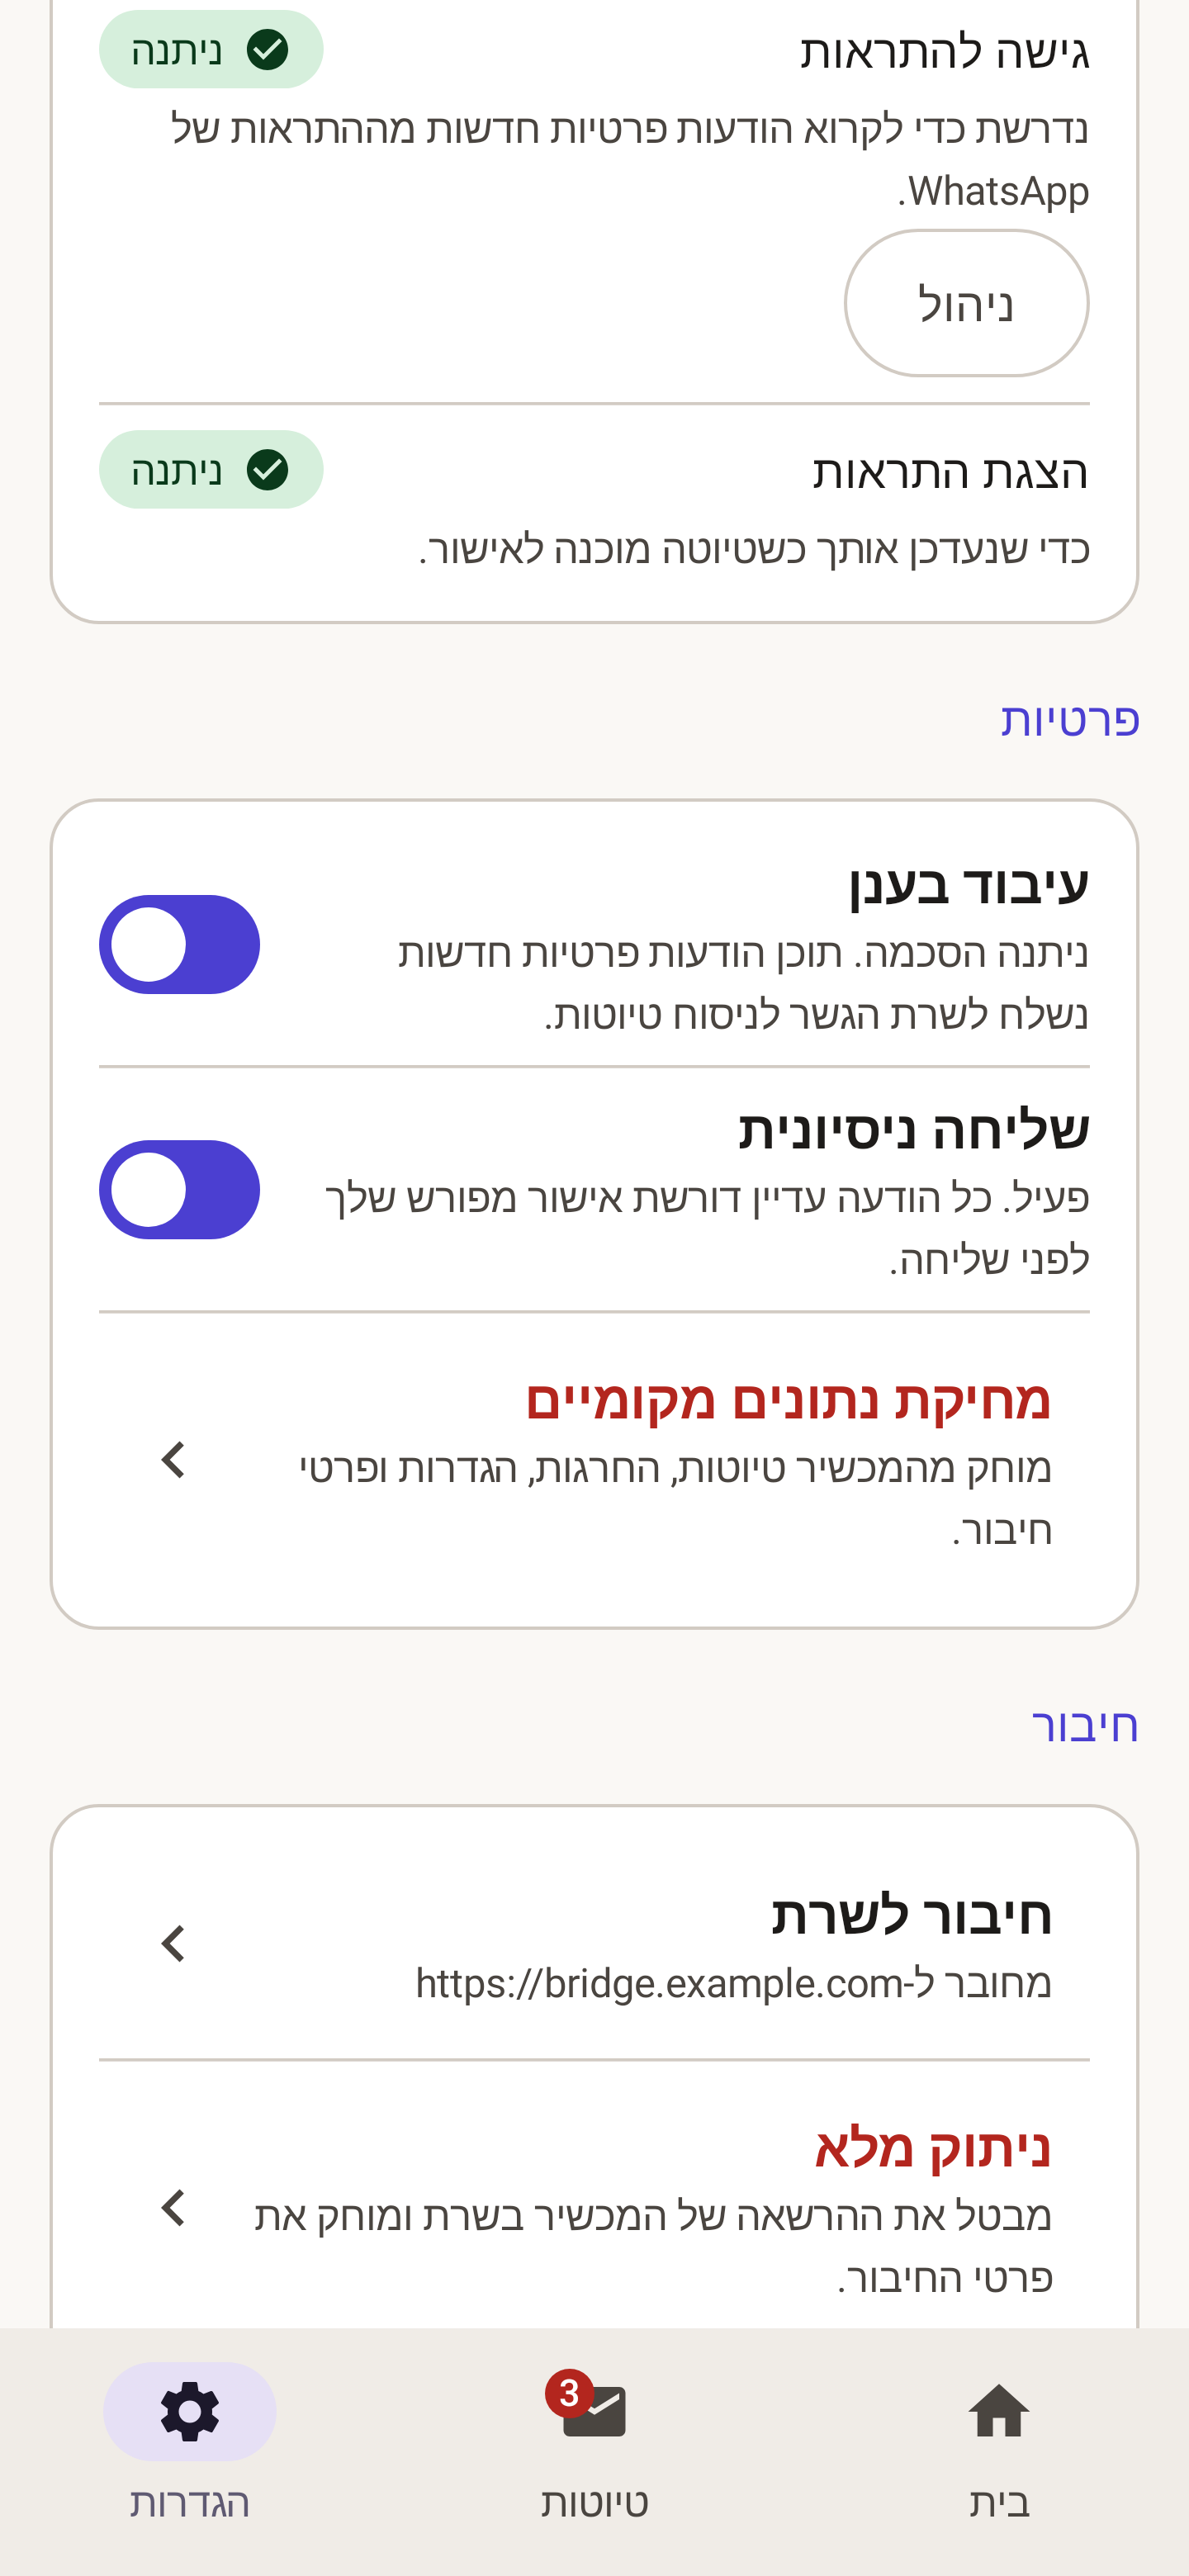 גישה להתראות
ניתנה
נדרשת כדי לקרוא הודעות פרטיות חדשות מההתראות של
WhatsApp.
ניהול
הצגת התראות
ניתנה
כדי שנעדכן אותך כשטיוטה מוכנה לאישור.
פרטיות
עיבוד בענן
ניתנה הסכמה. תוכן הודעות פרטיות חדשות
נשלח לשרת הגשר לניסוח טיוטות.
שליחה ניסיונית
פעיל. כל הודעה עדיין דורשת אישור מפורש שלך
לפני שליחה.
מחיקת נתונים מקומיים
מוחק מהמכשיר טיוטות, החרגות, הגדרות ופרטי
חיבור.
חיבור
חיבור לשרת
מחובר ל-https://bridge.example.com
ניתוק מלא
מבטל את ההרשאה של המכשיר בשרת ומוחק את
פרטי החיבור.
בית
3
טיוטות
הגדרות